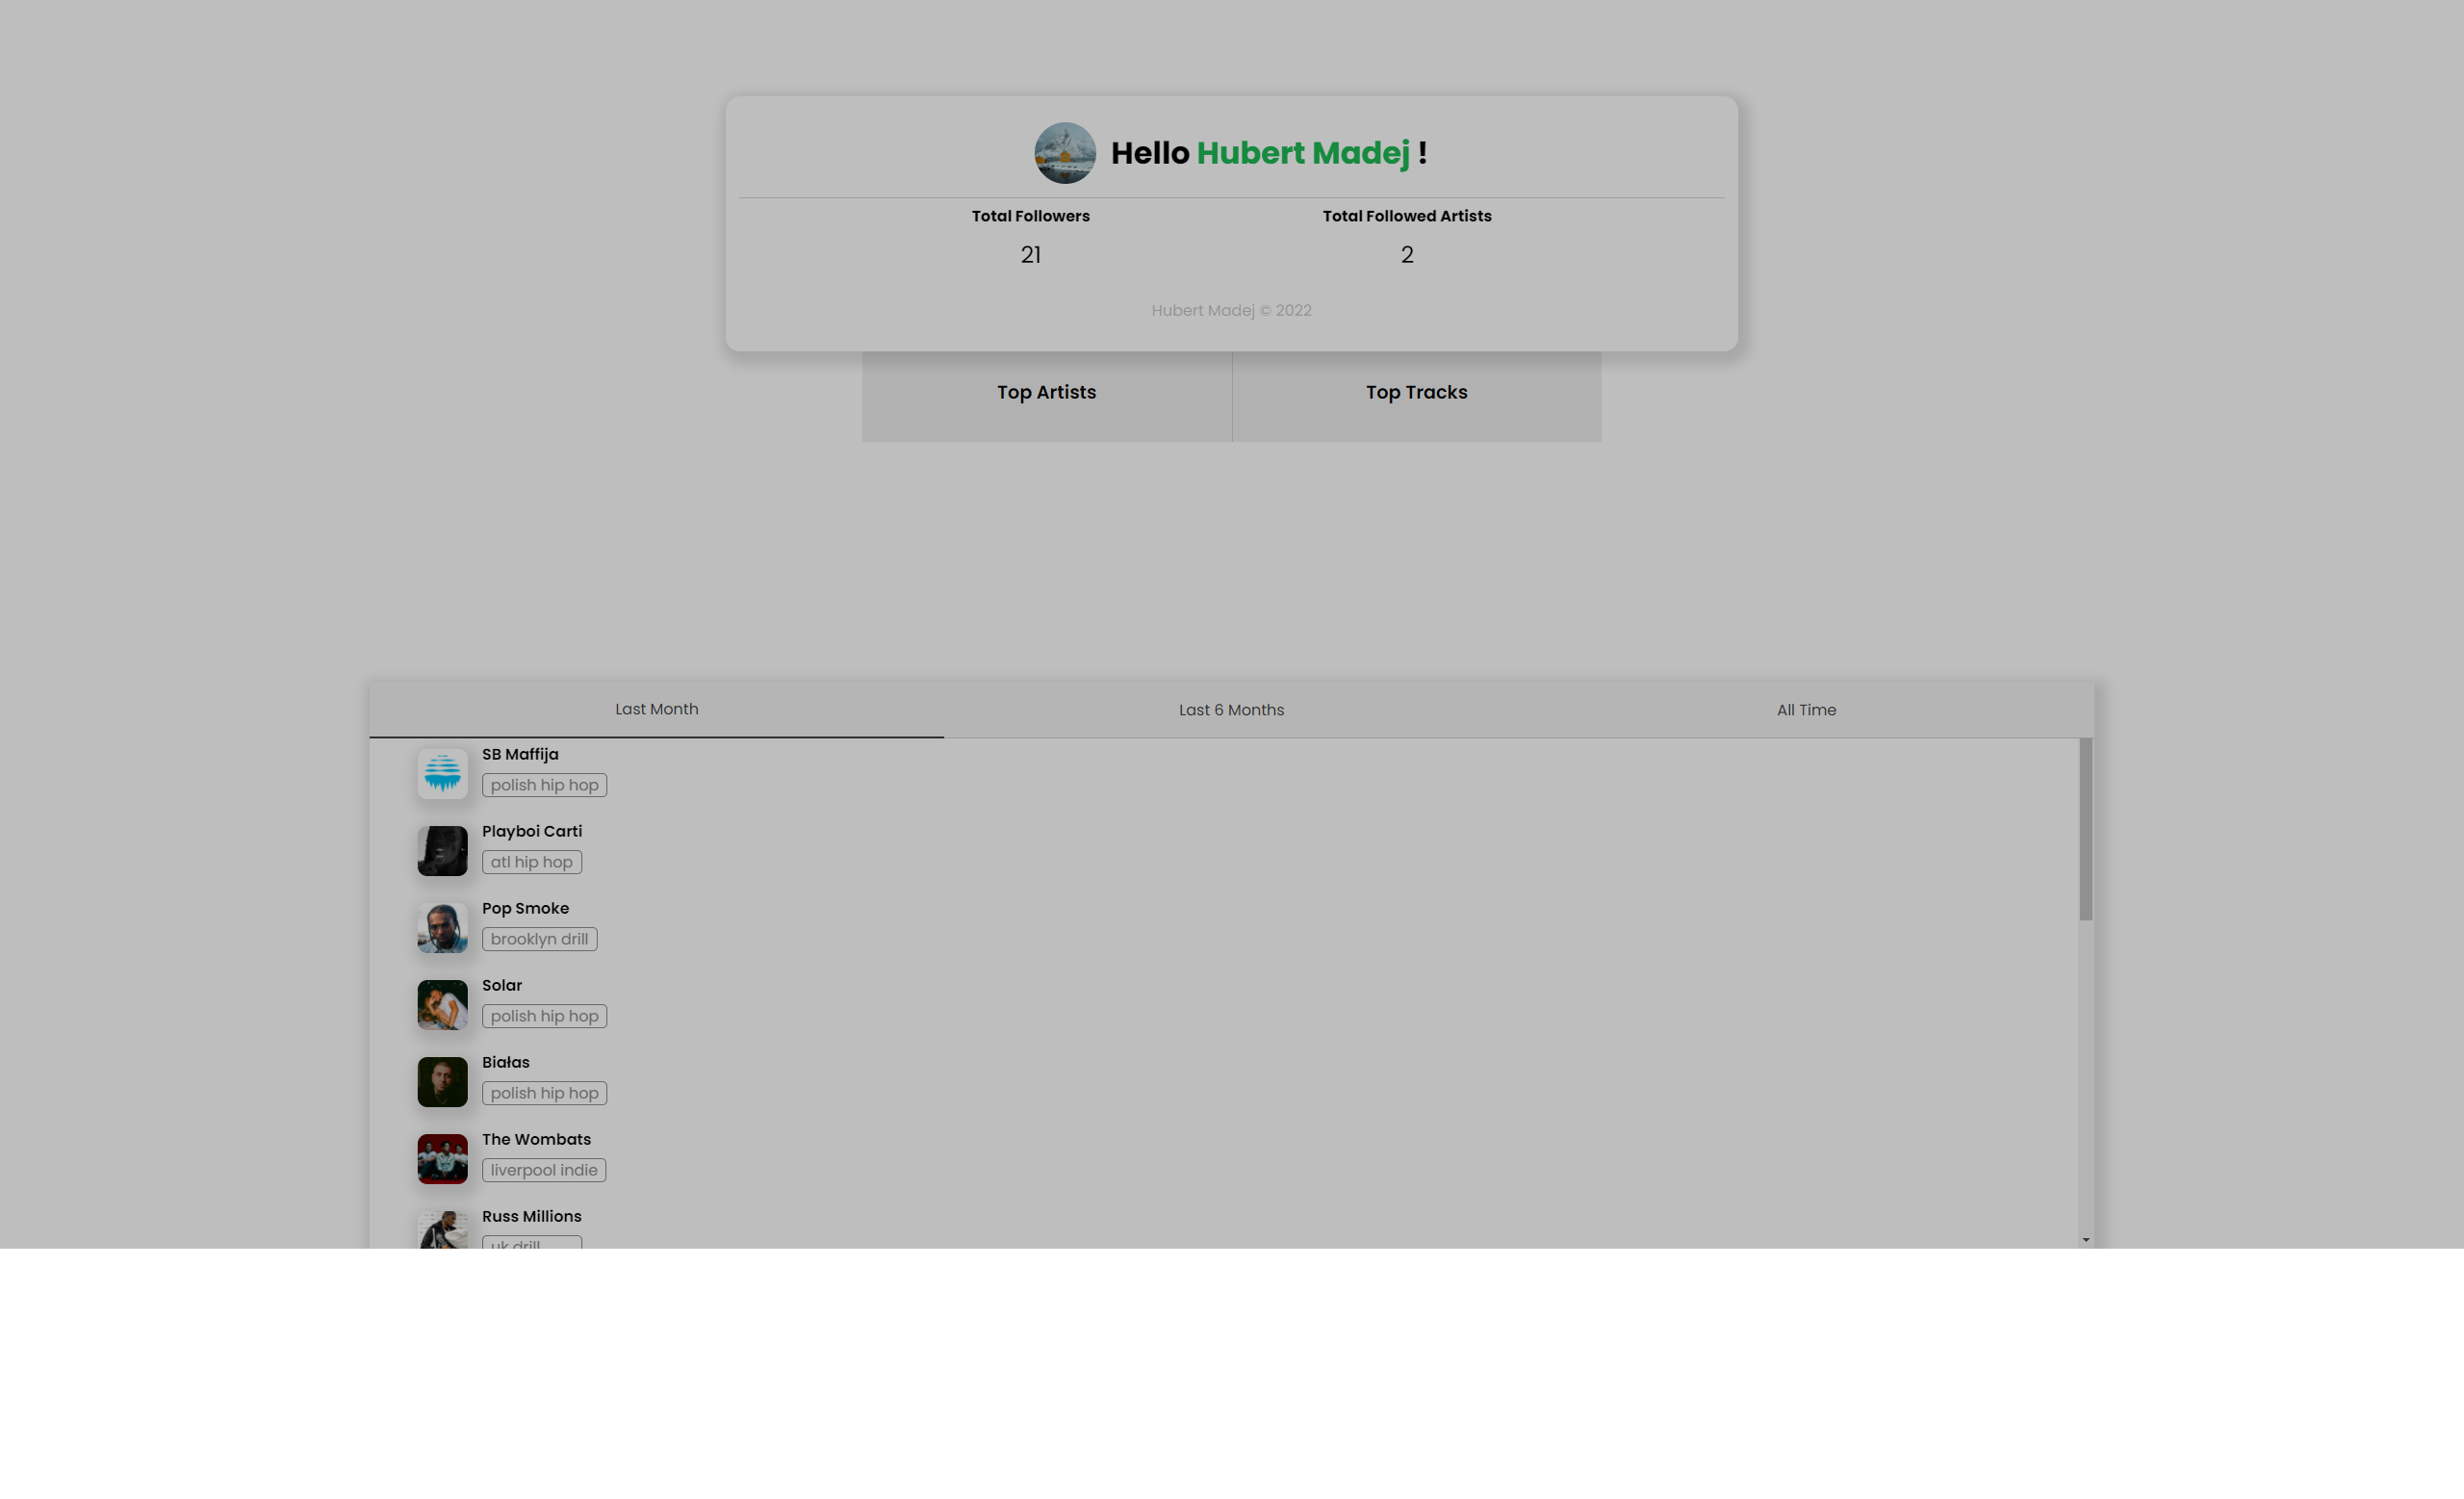 Hello Hubert Madej !
Total Followers
Total Followed Artists
21
2
Hubert Madej © 2022
Top Artists
Top Tracks
Last Month
Last 6 Months
All Time
SB Maffija
polish hip hop
Playboi Carti
atl hip hop
Pop Smoke
brooklyn drill
Solar
polish hip hop
Białas
polish hip hop
The Wombats
liverpool indie
Russ Millions
uk drill